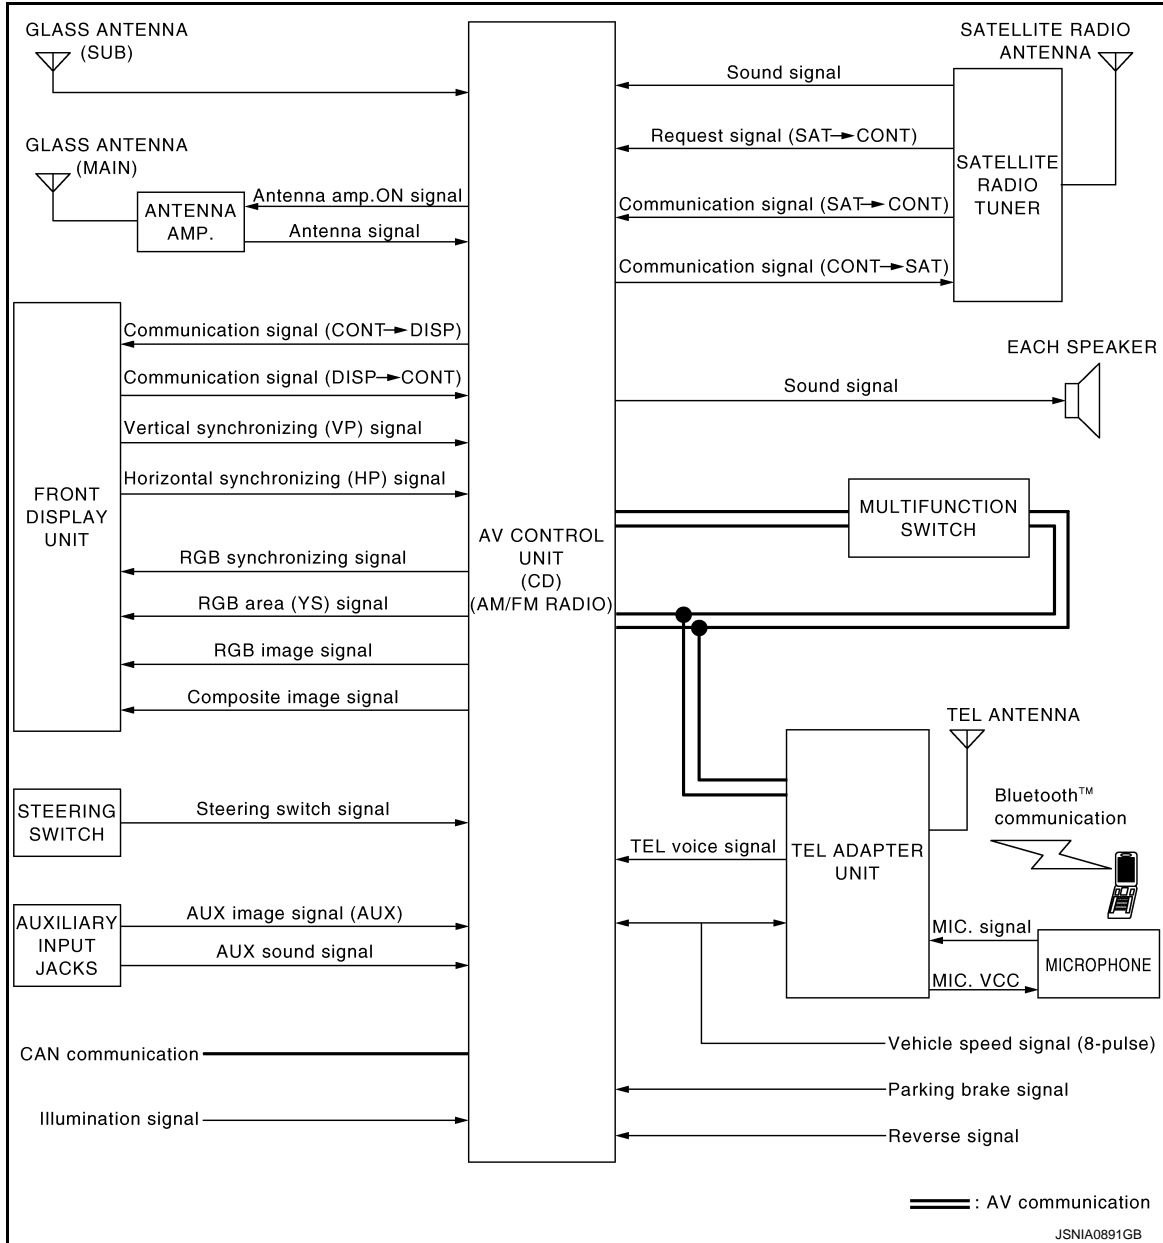 GLASS ANTENNA
(SUB)
GLASS ANTENNA
(MAIN)
ANTENNA
AMP.
Antenna amp.ON signal
Antenna signal
FRONT
DISPLAY
UNIT
Communication signal (CONT→DISP)
Communication signal (DISP→CONT)
Vertical synchronizing (VP) signal
Horizontal synchronizing (HP) signal
RGB synchronizing signal
RGB area (YS) signal
RGB image signal
Composite image signal
STEERING
SWITCH
Steering switch signal
AUXILIARY
INPUT
JACKS
AUX image signal (AUX)
AUX sound signal
CAN communication
Illumination signal
AV CONTROL
UNIT
(CD)
(AM/FM RADIO)
SATELLITE RADIO
ANTENNA
Sound signal
Request signal (SAT→CONT)
Communication signal (SAT→CONT)
Communication signal (CONT→SAT)
SATELLITE
RADIO
TUNER
EACH SPEAKER
Sound signal
MULTIFUNCTION
SWITCH
TEL ANTENNA
Bluetooth™
communication
TEL voice signal
TEL ADAPTER
UNIT
MIC. signal
MIC. VCC
MICROPHONE
Vehicle speed signal (8-pulse)
Parking brake signal
Reverse signal
: AV communication
JSNIA0891GB